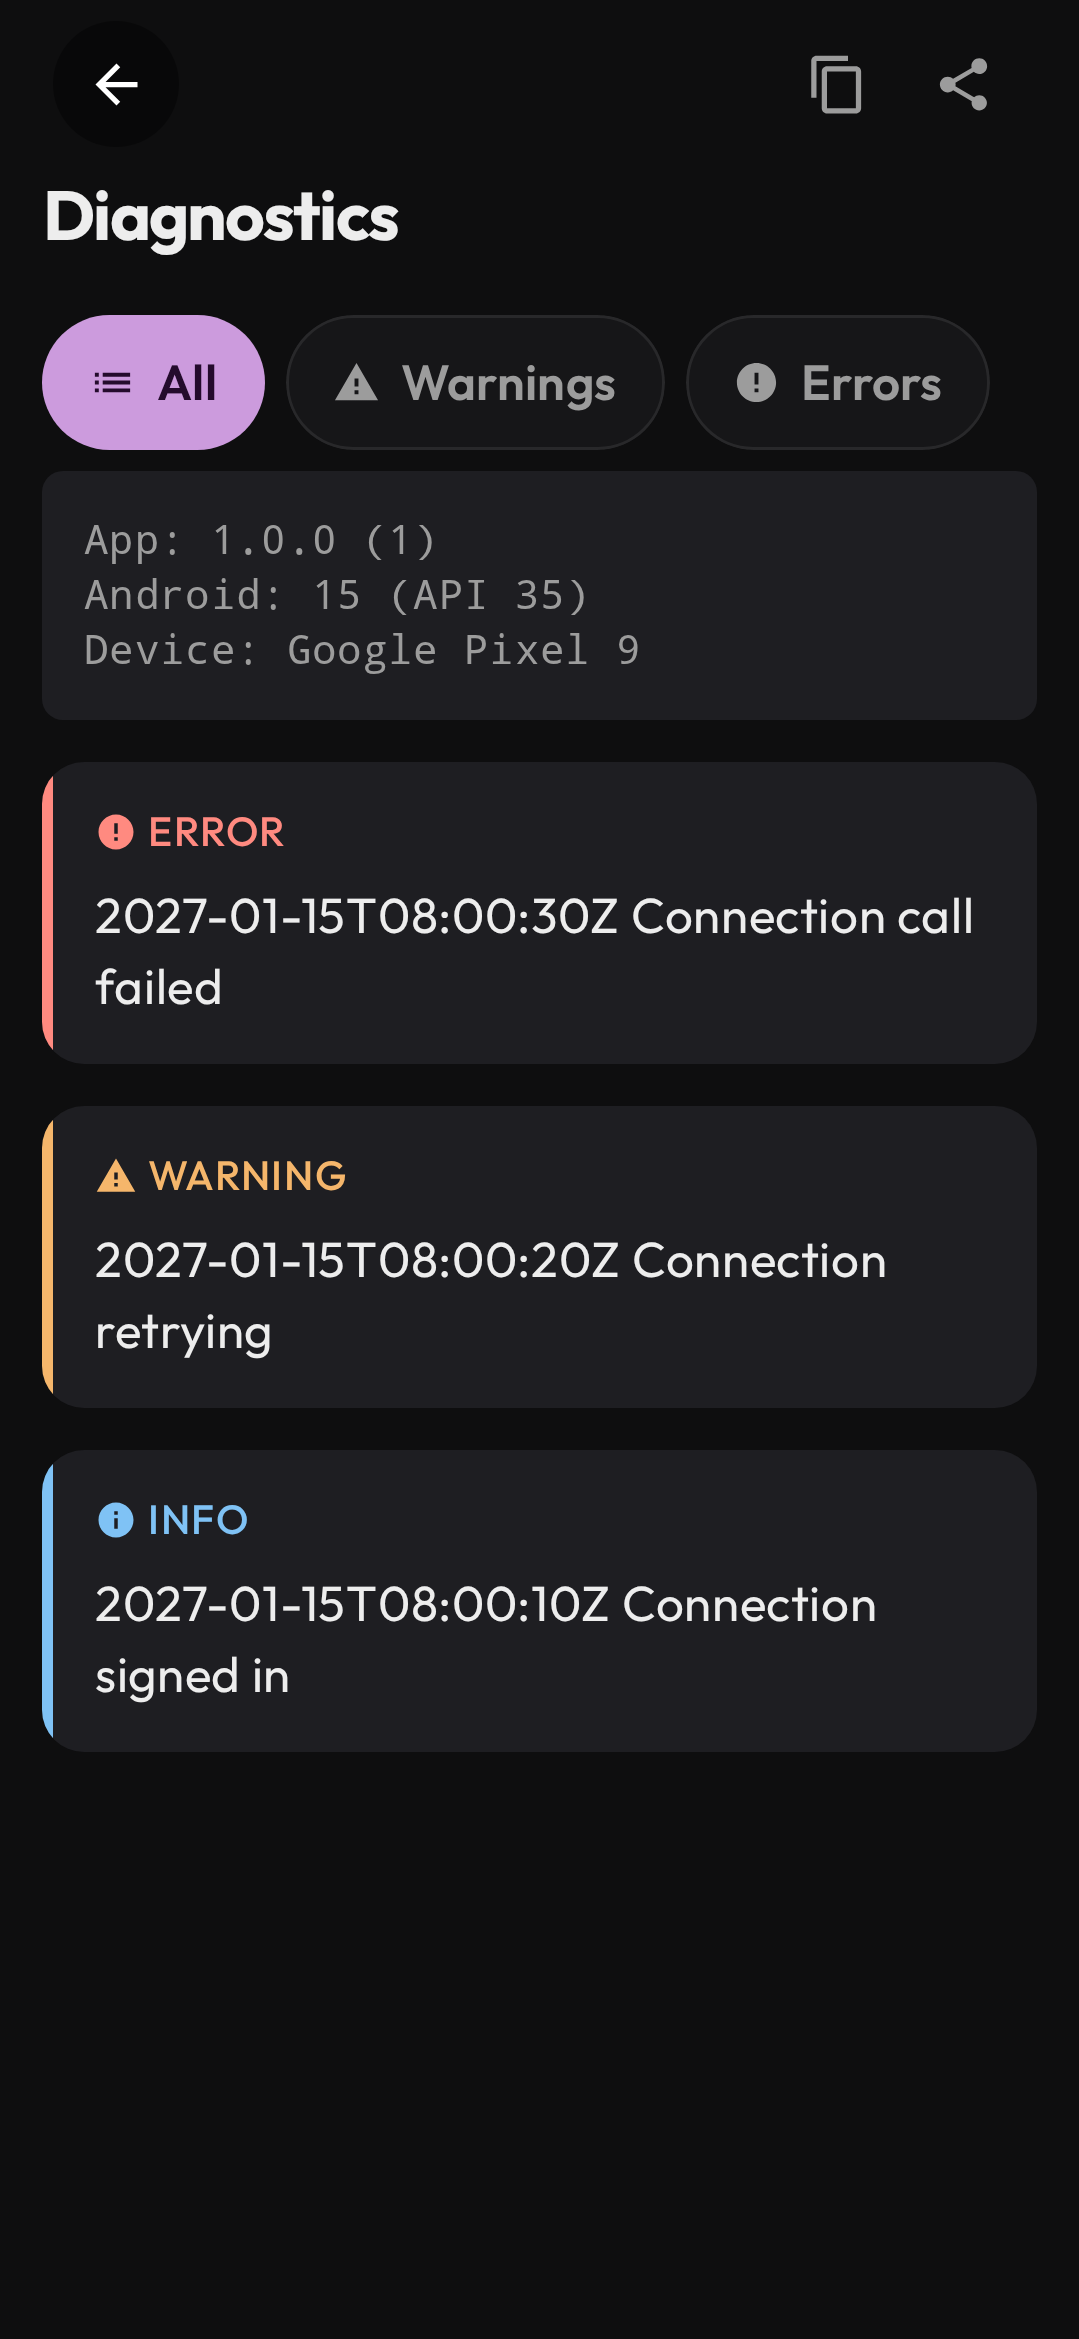 Diagnostics
All
Warnings
Errors
App: 1.0.0 (1)
Android: 15 (API 35)
Device: Google Pixel 9
ERROR
2027-01-15T08:00:30Z Connection call
failed
WARNING
2027-01-15T08:00:20Z Connection
retrying
INFO
2027-01-15T08:00:10Z Connection
signed in